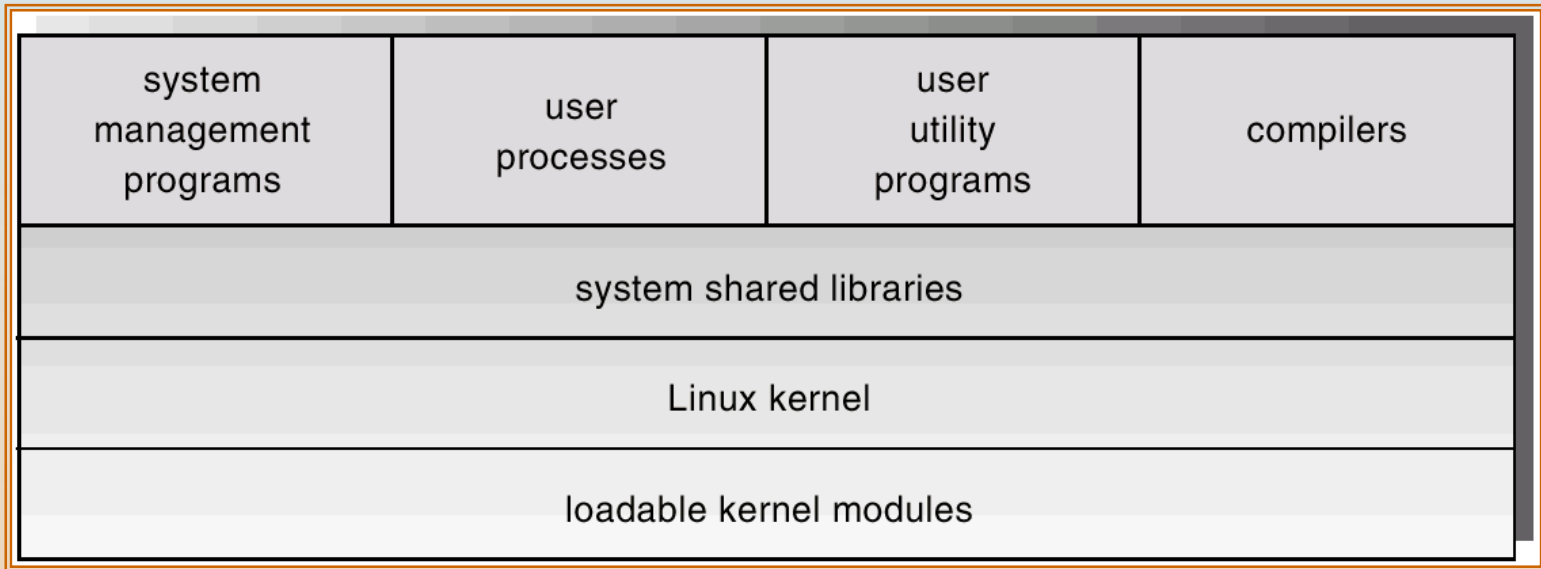 system
management
programs
user
processes
user
utility
programs
compilers
system shared libraries
Linux kernel
loadable kernel modules